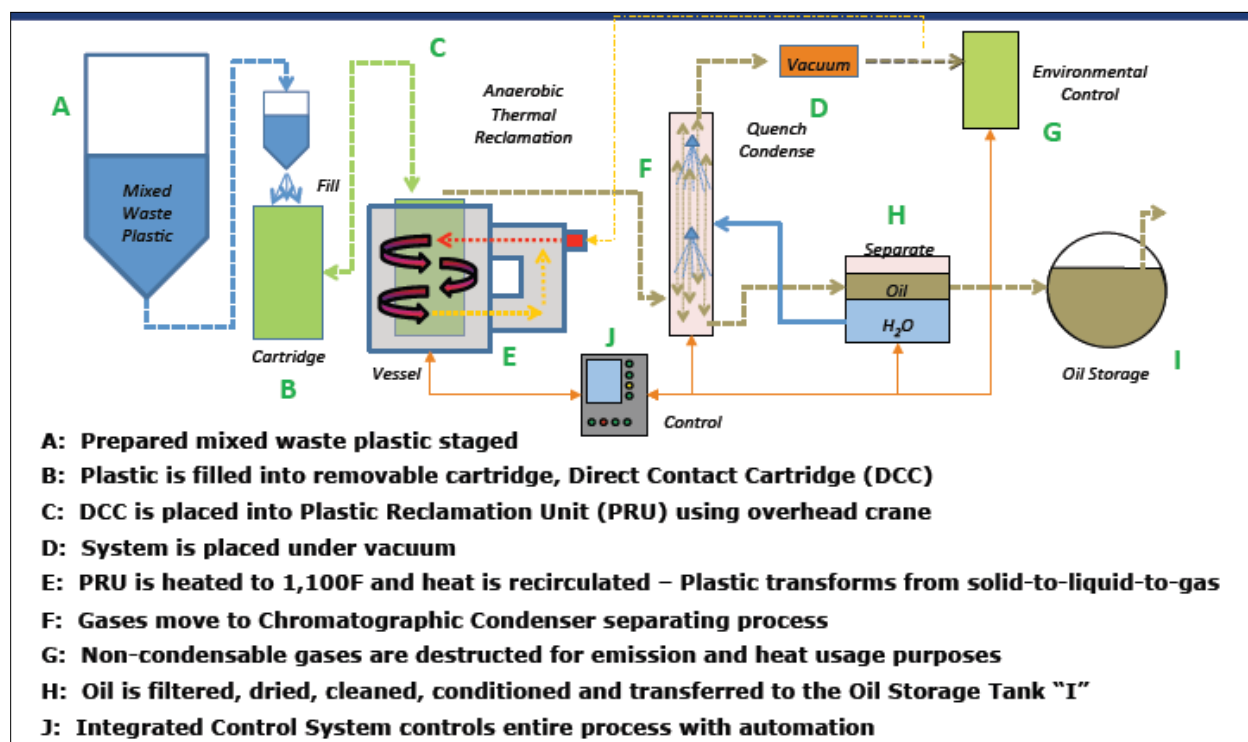 A
Mixed
Waste
Plastic
Fill
Cartridge
B
C
Anaerobic
Thermal
Reclamation
Vessel
E
F
Quench
Condense
Vacuum
D
Environmental
Control
G
H
Separate
Oil
H₂O
Oil Storage
I
J
Control
A: Prepared mixed waste plastic staged
B: Plastic is filled into removable cartridge, Direct Contact Cartridge (DCC)
C: DCC is placed into Plastic Reclamation Unit (PRU) using overhead crane
D: System is placed under vacuum
E: PRU is heated to 1,100F and heat is recirculated – Plastic transforms from solid-to-liquid-to-gas
F: Gases move to Chromatographic Condenser separating process
G: Non-condensable gases are destructed for emission and heat usage purposes
H: Oil is filtered, dried, cleaned, conditioned and transferred to the Oil Storage Tank “I”
J: Integrated Control System controls entire process with automation